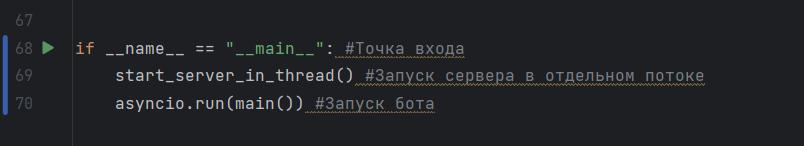 67
68 if __name__ == "__main__": #Точка входа
69 start_server_in_thread() #Запуск сервера в отдельном потоке
70 asyncio.run(main()) #Запуск бота